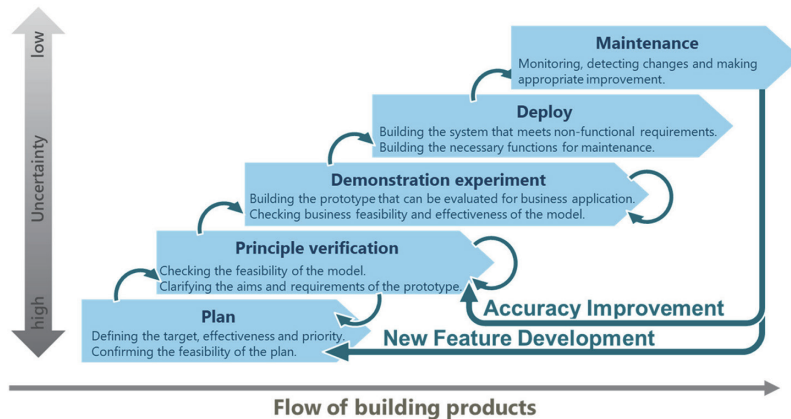 low
Uncertainty
high
Maintenance
Monitoring, detecting changes and making
appropriate improvement.
Deploy
Building the system that meets non-functional requirements.
Building the necessary functions for maintenance.
Demonstration experiment
Building the prototype that can be evaluated for business application.
Checking business feasibility and effectiveness of the model.
Principle verification
Checking the feasibility of the model.
Clarifying the aims and requirements of the prototype.
Plan
Defining the target, effectiveness and priority.
Confirming the feasibility of the plan.
Accuracy Improvement
New Feature Development
Flow of building products